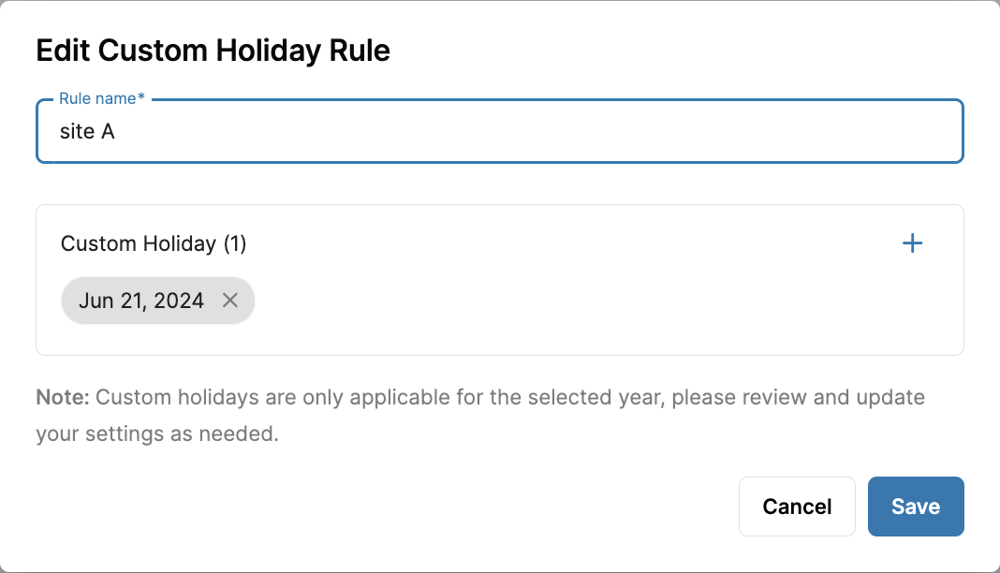 Edit Custom Holiday Rule
Rule name*
site A
Custom Holiday (1)
Jun 21, 2024
Note: Custom holidays are only applicable for the selected year, please review and update
your settings as needed.
Cancel Save